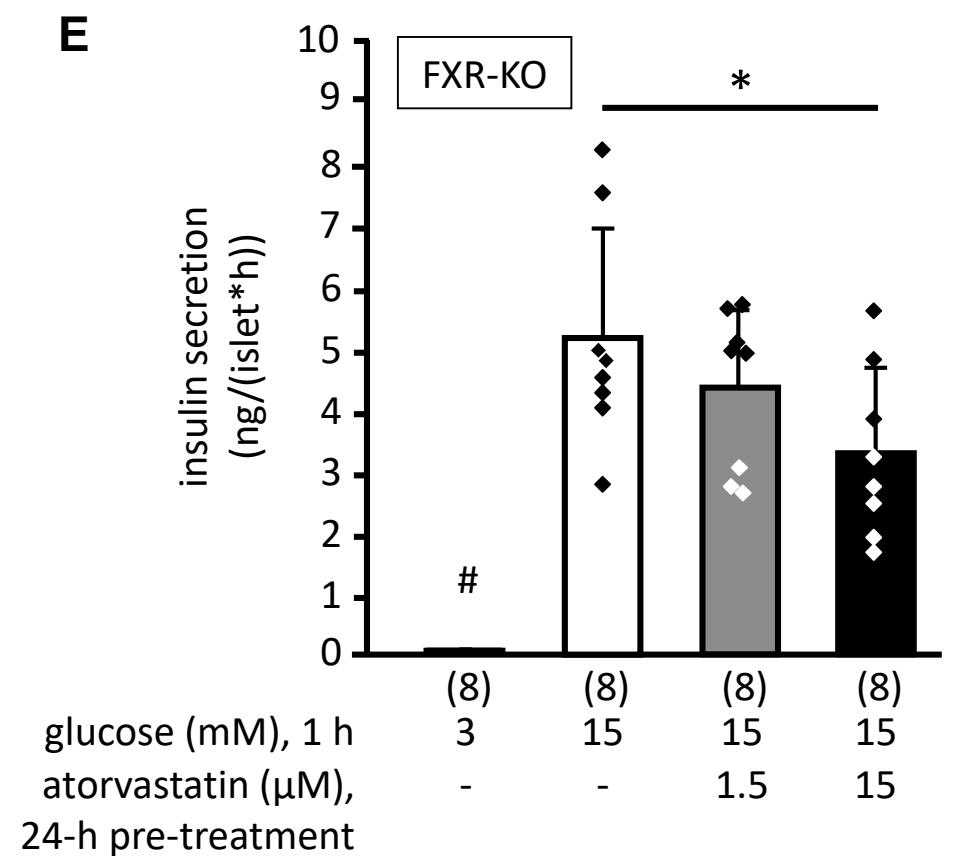 E
FXR-KO
*
10
9
8
7
6
5
4
3
2
1
0
insulin secretion
(ng/(islet*h))
#
(8) (8) (8) (8)
glucose (mM), 1 h 3 15 15 15
atorvastatin (μM), - - 1.5 15
24-h pre-treatment